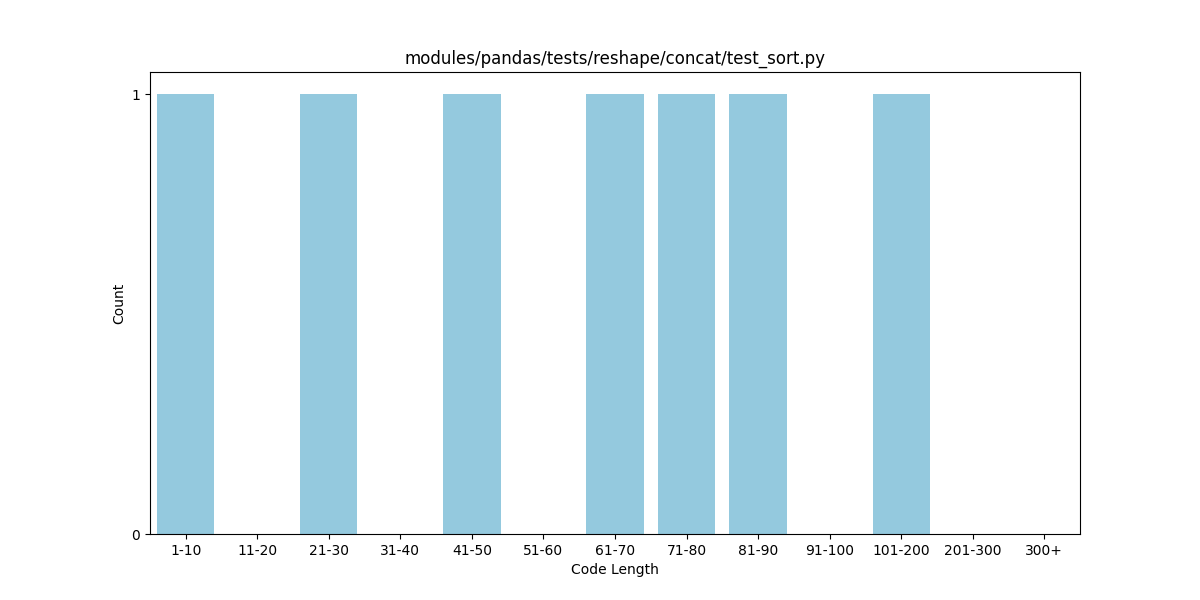 modules/pandas/tests/reshape/concat/test_sort.py
1
Count
0
1-10 11-20 21-30 31-40 41-50 51-60 61-70 71-80 81-90 91-100 101-200 201-300 300+
Code Length